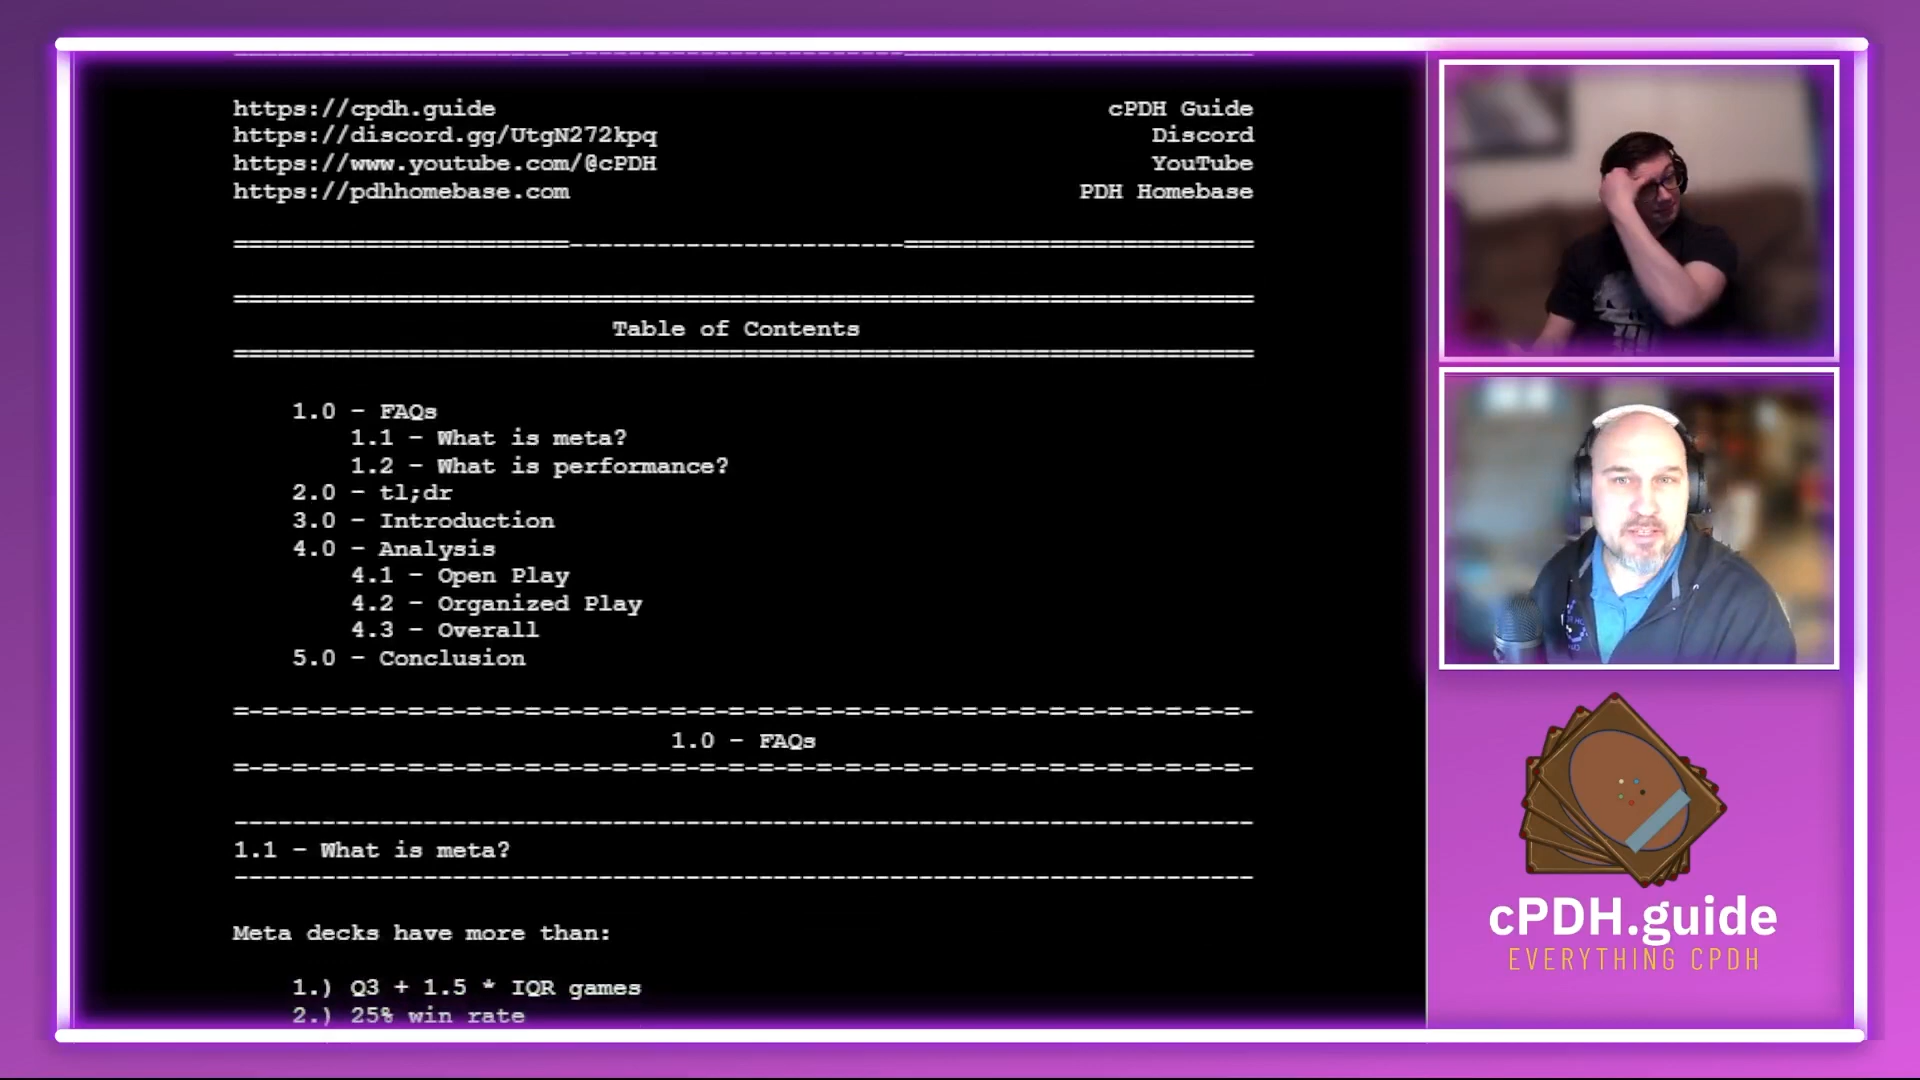 https://cpdh.guide cPDH Guide
https://discord.gg/UtgN272kpq Discord
https://www.youtube.com/@cPDH YouTube
https://pdhhomebase.com PDH Homebase
=======================-----------------------========================
======================================================================
Table of Contents
======================================================================
1.0 - FAQs
1.1 - What is meta?
1.2 - What is performance?
2.0 - tl;dr
3.0 - Introduction
4.0 - Analysis
4.1 - Open Play
4.2 - Organized Play
4.3 - Overall
5.0 - Conclusion
=-=-=-=-=-=-=-=-=-=-=-=-=-=-=-=-=-=-=-=-=-=-=-=-=-=-=-=-=-=-=-=-=-=-=-
1.0 - FAQs
=-=-=-=-=-=-=-=-=-=-=-=-=-=-=-=-=-=-=-=-=-=-=-=-=-=-=-=-=-=-=-=-=-=-=-
----------------------------------------------------------------------
1.1 - What is meta?
----------------------------------------------------------------------
Meta decks have more than:
1.) Q3 + 1.5 * IQR games
2.) 25% win rate
cPDH.guide
EVERYTHING CPDH